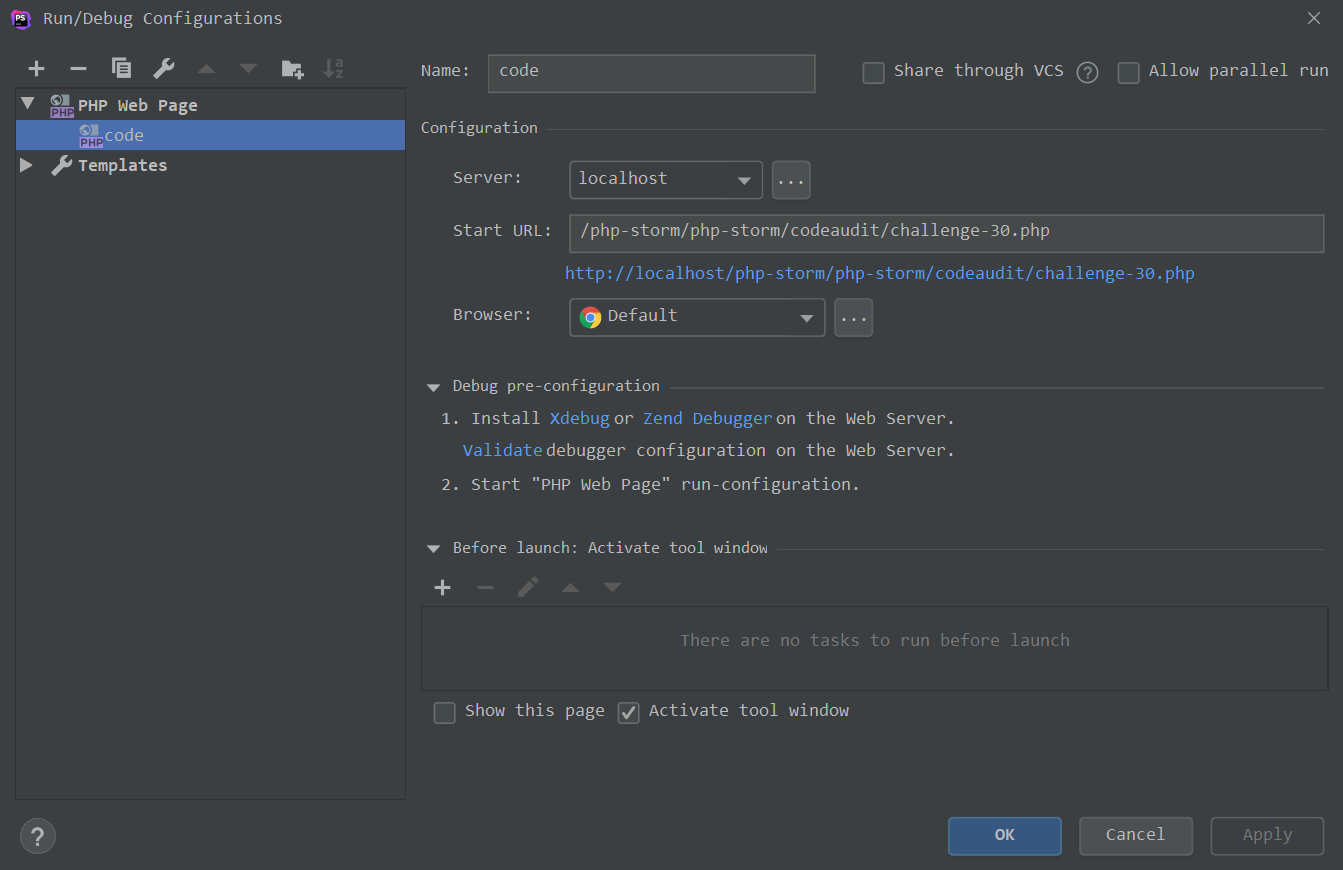 PS
Run/Debug Configurations
Name: code Share through VCS ? Allow parallel run
PHP PHP Web Page
PHP code
Templates
Configuration
Server: localhost ...
Start URL: /php-storm/php-storm/codeaudit/challenge-30.php
http://localhost/php-storm/php-storm/codeaudit/challenge-30.php
Browser: Default ...
Debug pre-configuration
1. Install Xdebug or Zend Debugger on the Web Server.
Validate debugger configuration on the Web Server.
2. Start "PHP Web Page" run-configuration.
Before launch: Activate tool window
There are no tasks to run before launch
Show this page Activate tool window
? OK Cancel Apply